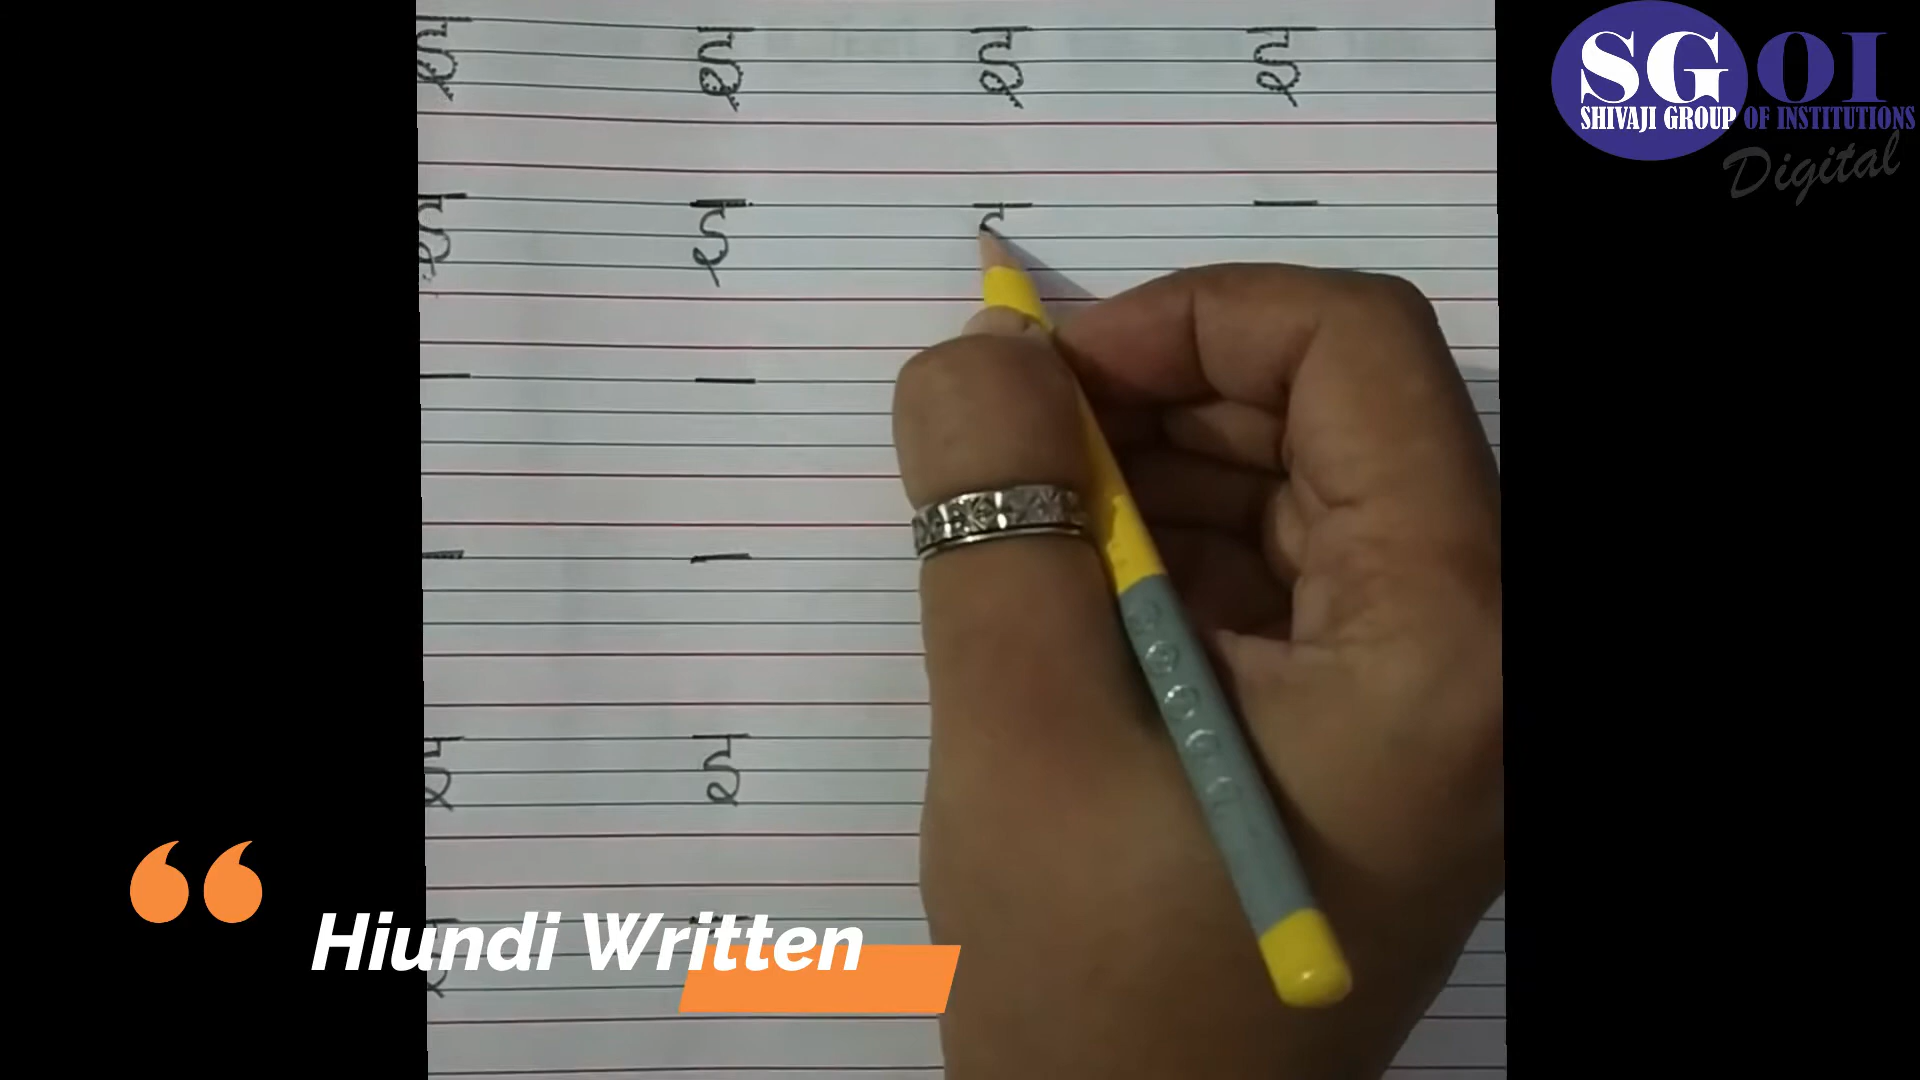 SGOI
SHIVAJI GROUP OF INSTITUTIONS
Digital
इ इ इ इ
इ इ
इ इ
Hiundi Written